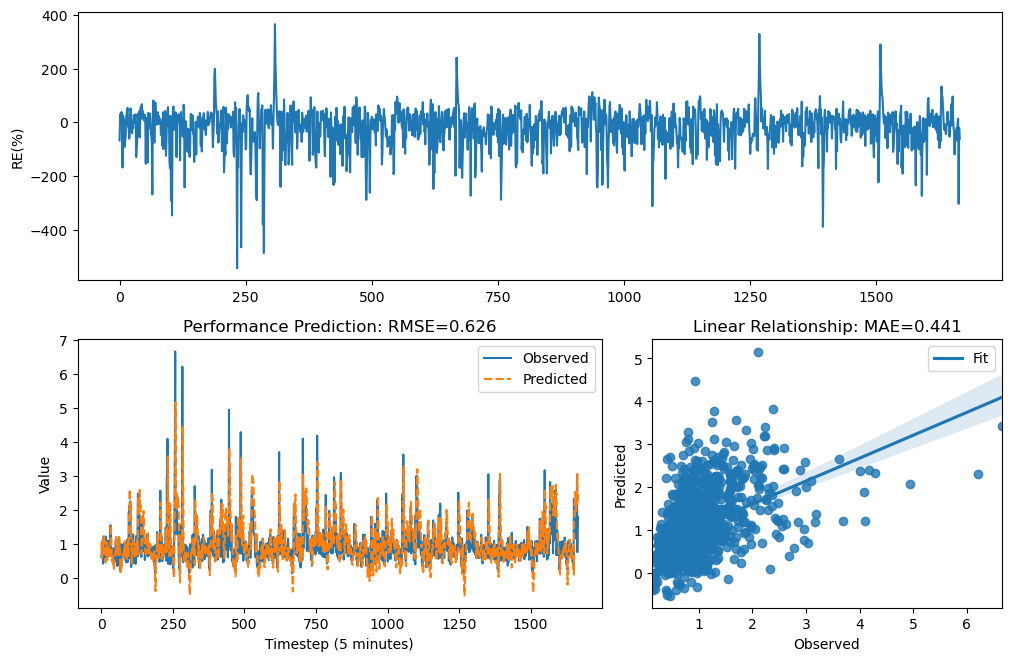 400
200
0
−200
−400
RE(%)
0 250 500 750 1000 1250 1500
Performance Prediction: RMSE=0.626
7
6
5
4
3
2
1
0
Value
Observed
Predicted
0 250 500 750 1000 1250 1500
Timestep (5 minutes)
Linear Relationship: MAE=0.441
5
4
3
2
1
0
Predicted
Fit
1 2 3 4 5 6
Observed